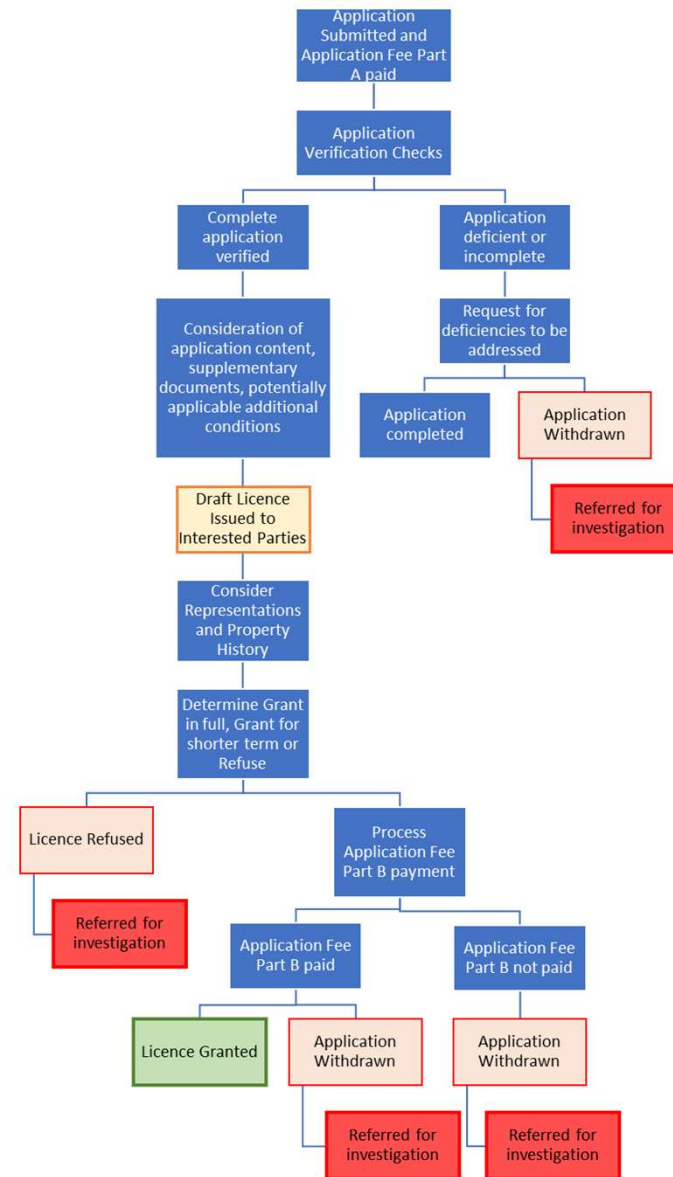 Application
Submitted and
Application Fee Part
A paid
Application
Verification Checks
Complete
application
verified
Application
deficient or
incomplete
Consideration of
application content,
supplementary
documents, potentially
applicable additional
conditions
Request for
deficiencies to be
addressed
Application
completed
Application
Withdrawn
Referred for
investigation
Draft Licence
Issued to
Interested Parties
Consider
Representations
and Property
History
Determine Grant
in full, Grant for
shorter term or
Refuse
Licence Refused
Referred for
investigation
Process
Application Fee
Part B payment
Application Fee
Part B paid
Application Fee
Part B not paid
Licence Granted
Application
Withdrawn
Application
Withdrawn
Referred for
investigation
Referred for
investigation